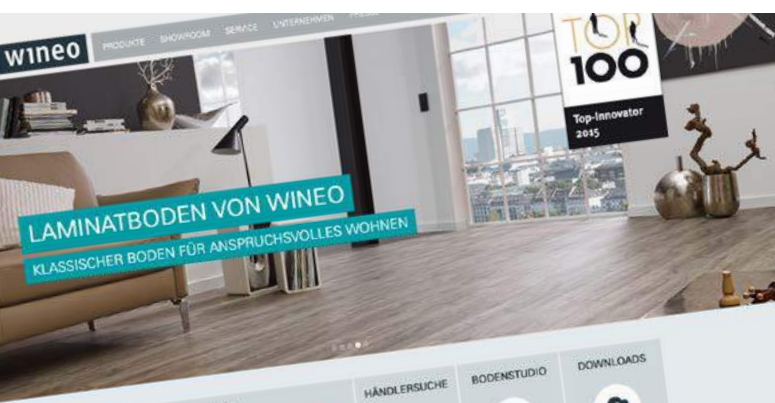 wineo PRODUKTE SHOWROOM SERVICE UNTERNEHMEN
TOP
100
Top-Innovator
2015
LAMINATBODEN VON WINEO
KLASSISCHER BODEN FÜR ANSPRUCHSVOLLES WOHNEN
HÄNDLERSUCHE BODENSTUDIO DOWNLOADS